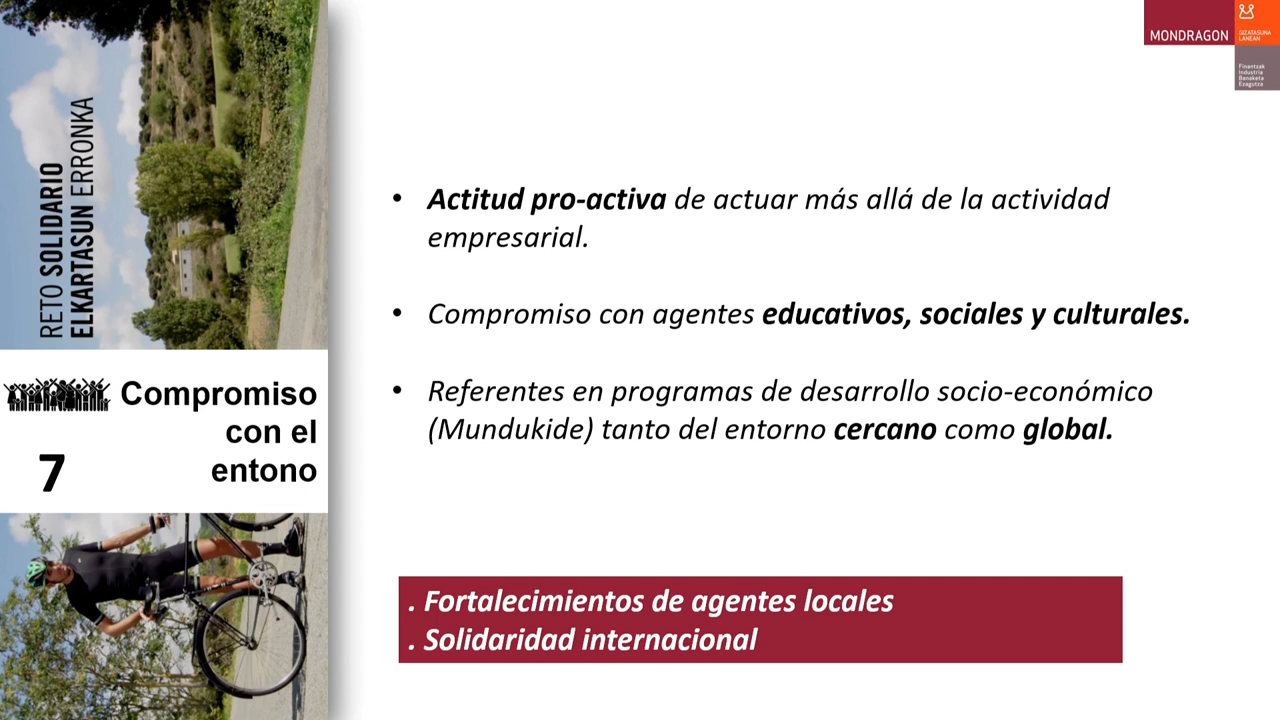 RETO SOLIDARIO
ELKARTASUN ERRONKA
Compromiso
con el
entono
7
MONDRAGON
GIZATASUNA
LANEAN
Finantzak
Industria
Banaketa
Ezagutza
• Actitud pro-activa de actuar más allá de la actividad
empresarial.
• Compromiso con agentes educativos, sociales y culturales.
• Referentes en programas de desarrollo socio-económico
(Mundukide) tanto del entorno cercano como global.
. Fortalecimientos de agentes locales
. Solidaridad internacional